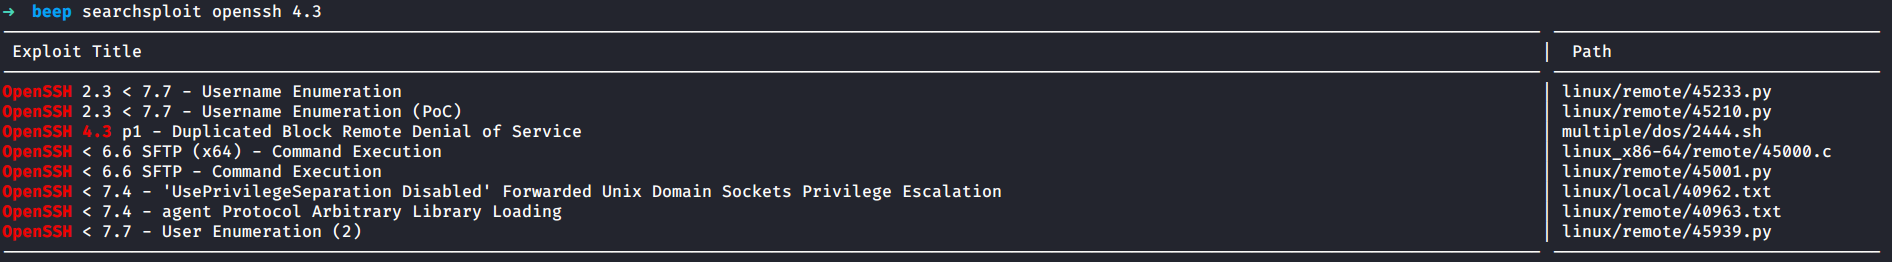 → beep searchsploit openssh 4.3
Exploit Title | Path
OpenSSH 2.3 < 7.7 - Username Enumeration | linux/remote/45233.py
OpenSSH 2.3 < 7.7 - Username Enumeration (PoC) | linux/remote/45210.py
OpenSSH 4.3 p1 - Duplicated Block Remote Denial of Service | multiple/dos/2444.sh
OpenSSH < 6.6 SFTP (x64) - Command Execution | linux_x86-64/remote/45000.c
OpenSSH < 6.6 SFTP - Command Execution | linux/remote/45001.py
OpenSSH < 7.4 - 'UsePrivilegeSeparation Disabled' Forwarded Unix Domain Sockets Privilege Escalation | linux/local/40962.txt
OpenSSH < 7.4 - agent Protocol Arbitrary Library Loading | linux/remote/40963.txt
OpenSSH < 7.7 - User Enumeration (2) | linux/remote/45939.py